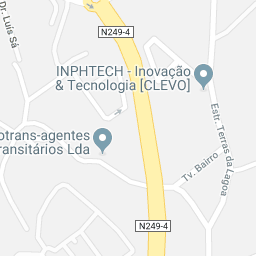 Dr. Luís Sá
N249-4
INPHTECH - Inovação
& Tecnologia [CLEVO]
Estr. Terras da Lagoa
otrans-agentes
ransitários Lda
Tv. Bairro
N249-4